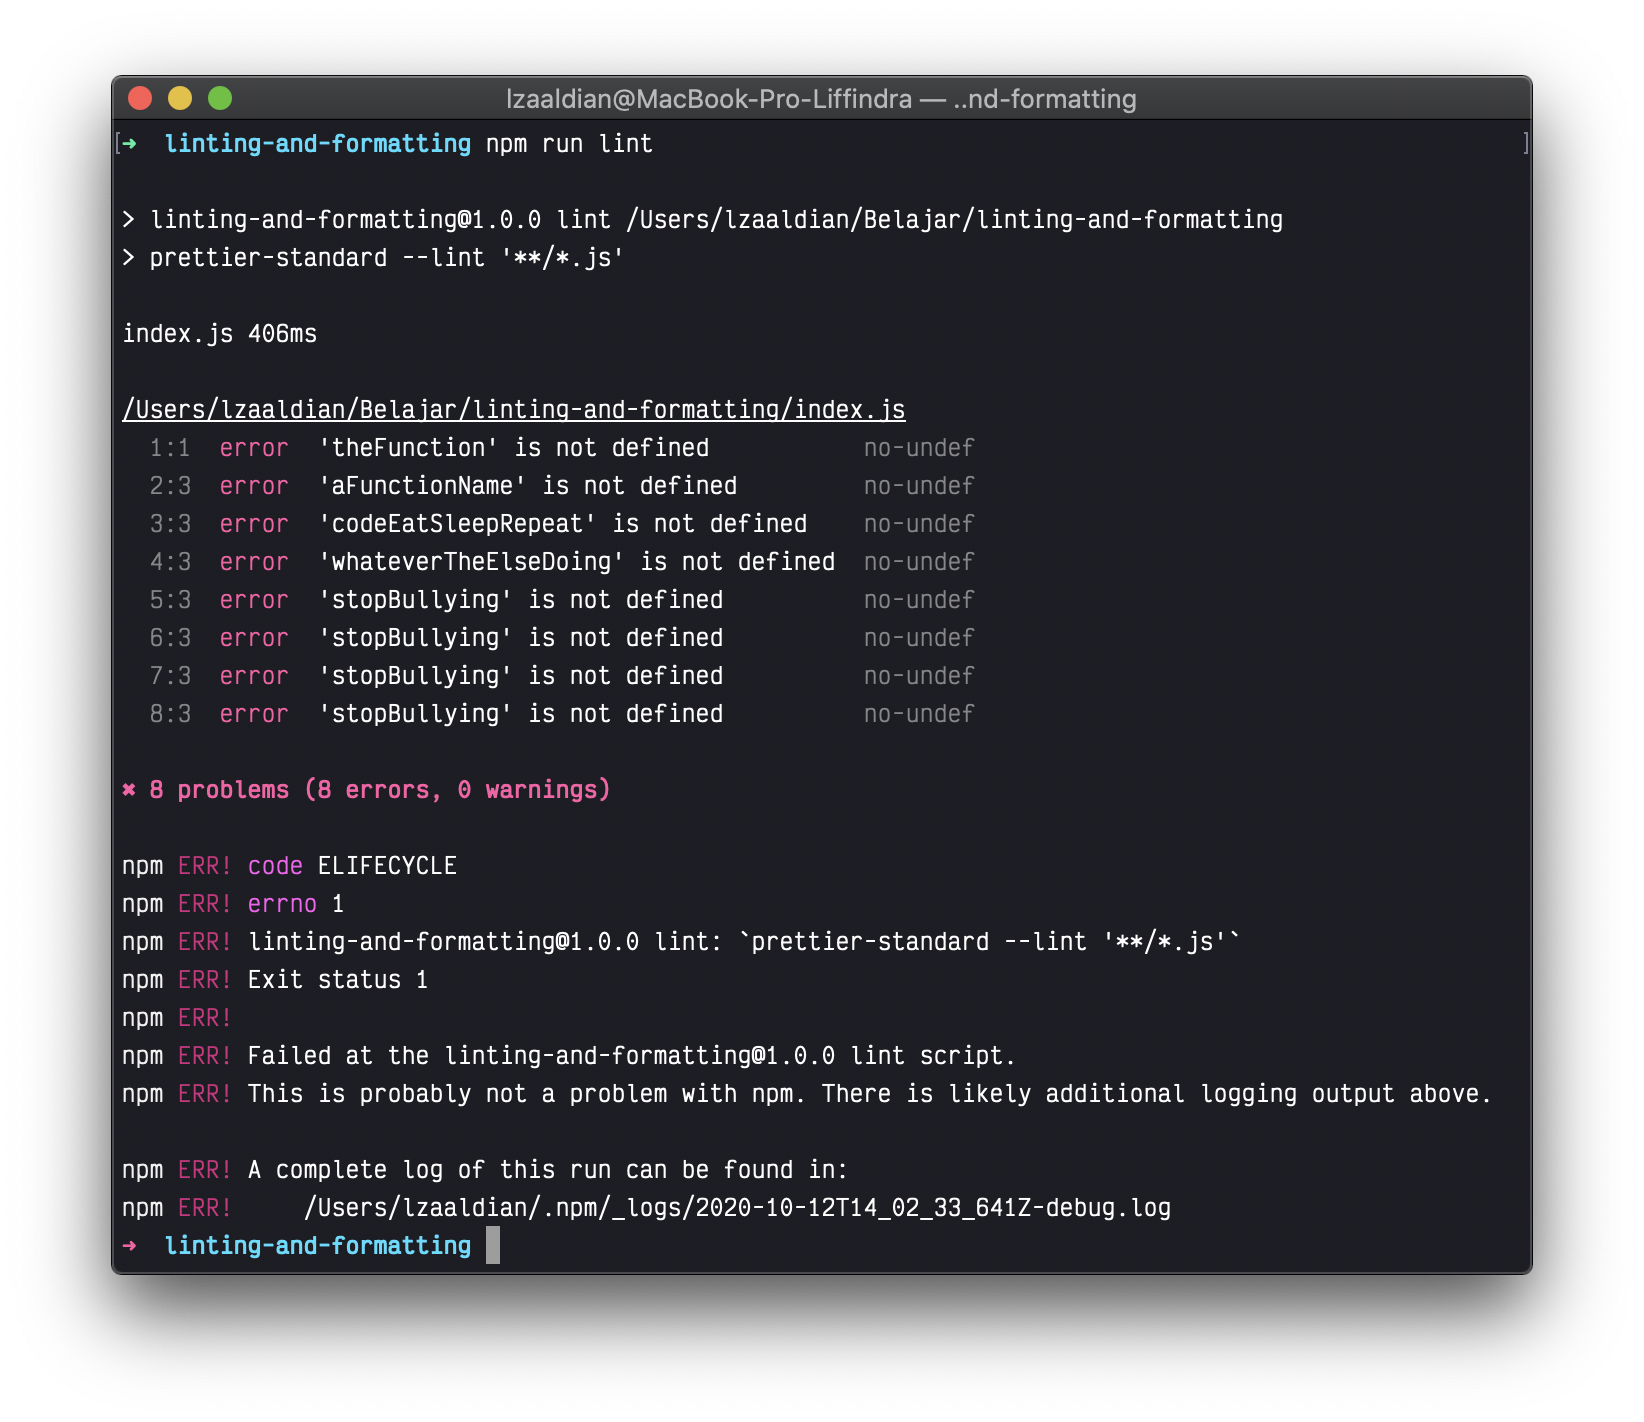 lzaaldian@MacBook-Pro-Liffindra — ..nd-formatting
[➜  linting-and-formatting npm run lint ]
> linting-and-formatting@1.0.0 lint /Users/lzaaldian/Belajar/linting-and-formatting
> prettier-standard --lint '**/*.js'
index.js 406ms
/Users/lzaaldian/Belajar/linting-and-formatting/index.js
  1:1  error  'theFunction' is not defined           no-undef
  2:3  error  'aFunctionName' is not defined         no-undef
  3:3  error  'codeEatSleepRepeat' is not defined    no-undef
  4:3  error  'whateverTheElseDoing' is not defined  no-undef
  5:3  error  'stopBullying' is not defined          no-undef
  6:3  error  'stopBullying' is not defined          no-undef
  7:3  error  'stopBullying' is not defined          no-undef
  8:3  error  'stopBullying' is not defined          no-undef
✖ 8 problems (8 errors, 0 warnings)
npm ERR! code ELIFECYCLE
npm ERR! errno 1
npm ERR! linting-and-formatting@1.0.0 lint: `prettier-standard --lint '**/*.js'`
npm ERR! Exit status 1
npm ERR!
npm ERR! Failed at the linting-and-formatting@1.0.0 lint script.
npm ERR! This is probably not a problem with npm. There is likely additional logging output above.
npm ERR! A complete log of this run can be found in:
npm ERR!     /Users/lzaaldian/.npm/_logs/2020-10-12T14_02_33_641Z-debug.log
➜  linting-and-formatting